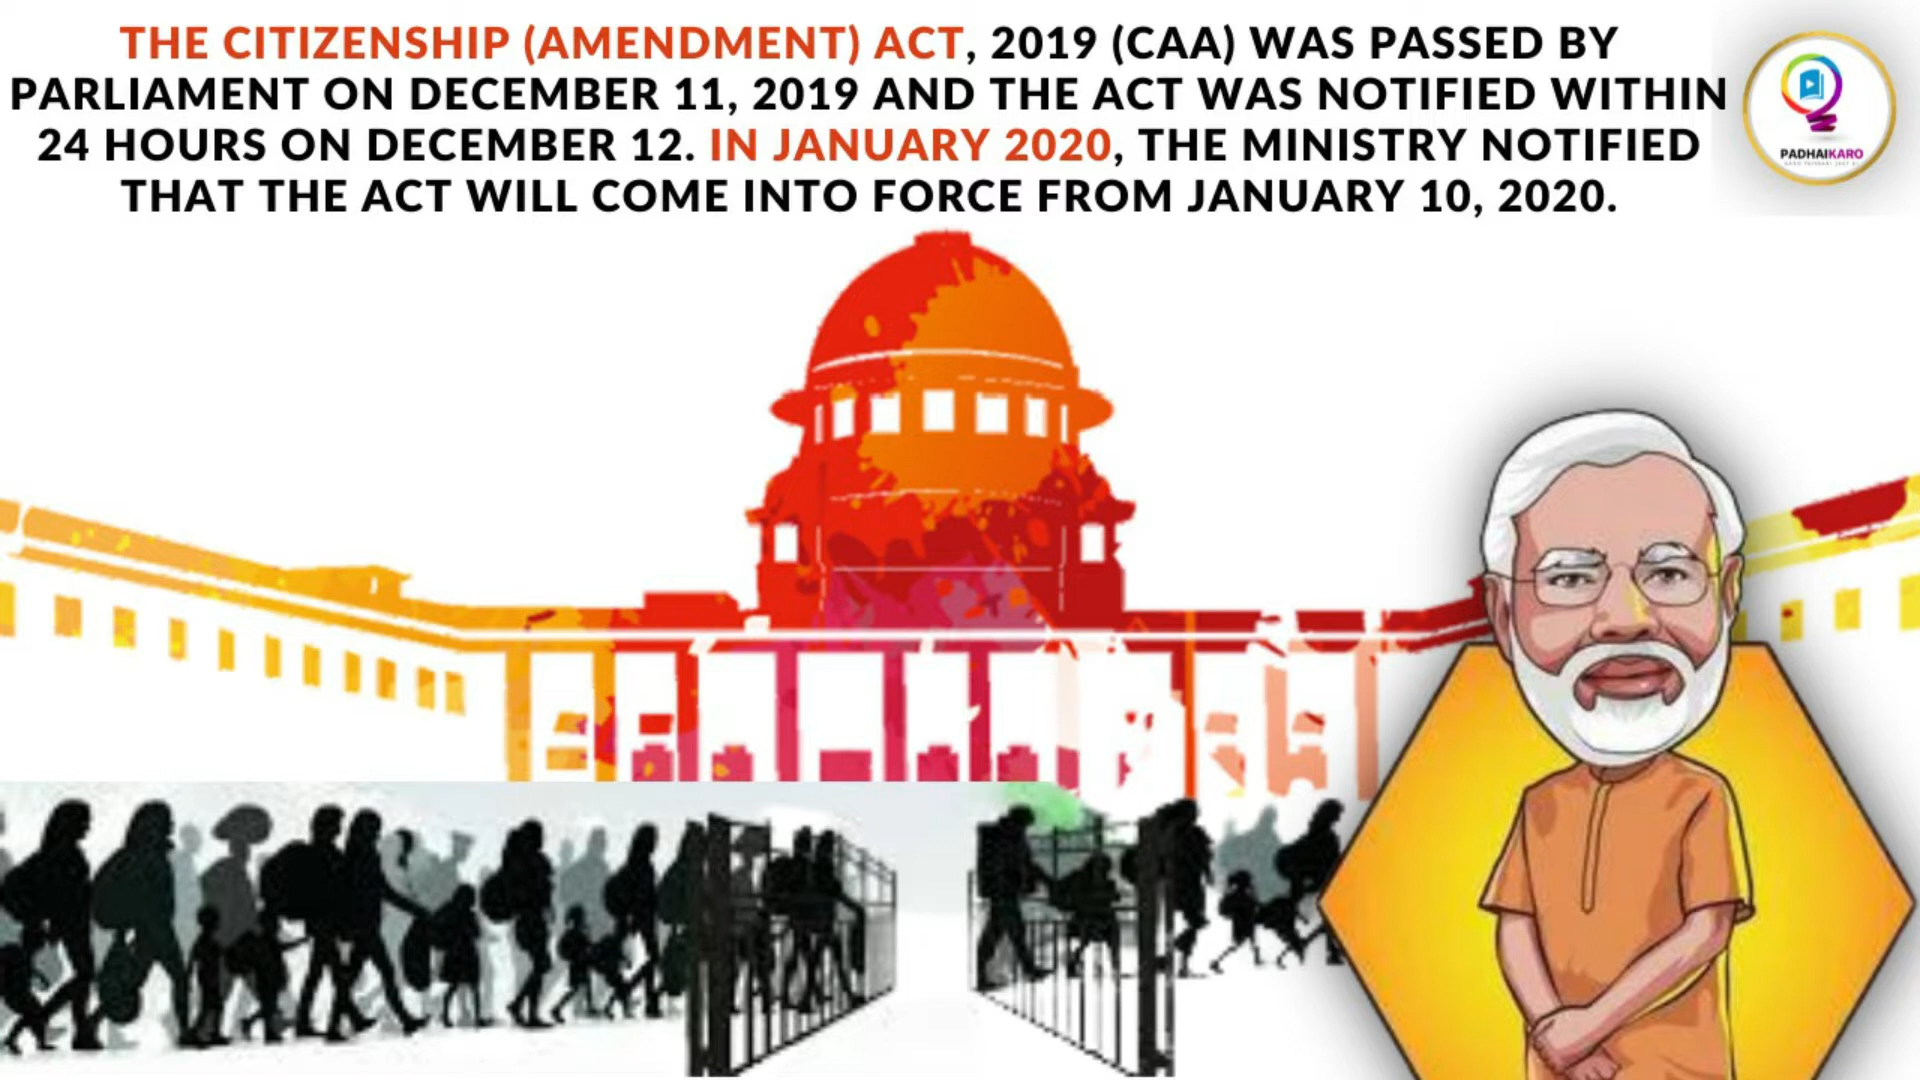 THE CITIZENSHIP (AMENDMENT) ACT, 2019 (CAA) WAS PASSED BY
PARLIAMENT ON DECEMBER 11, 2019 AND THE ACT WAS NOTIFIED WITHIN
24 HOURS ON DECEMBER 12. IN JANUARY 2020, THE MINISTRY NOTIFIED
THAT THE ACT WILL COME INTO FORCE FROM JANUARY 10, 2020.
PADHAIKARO